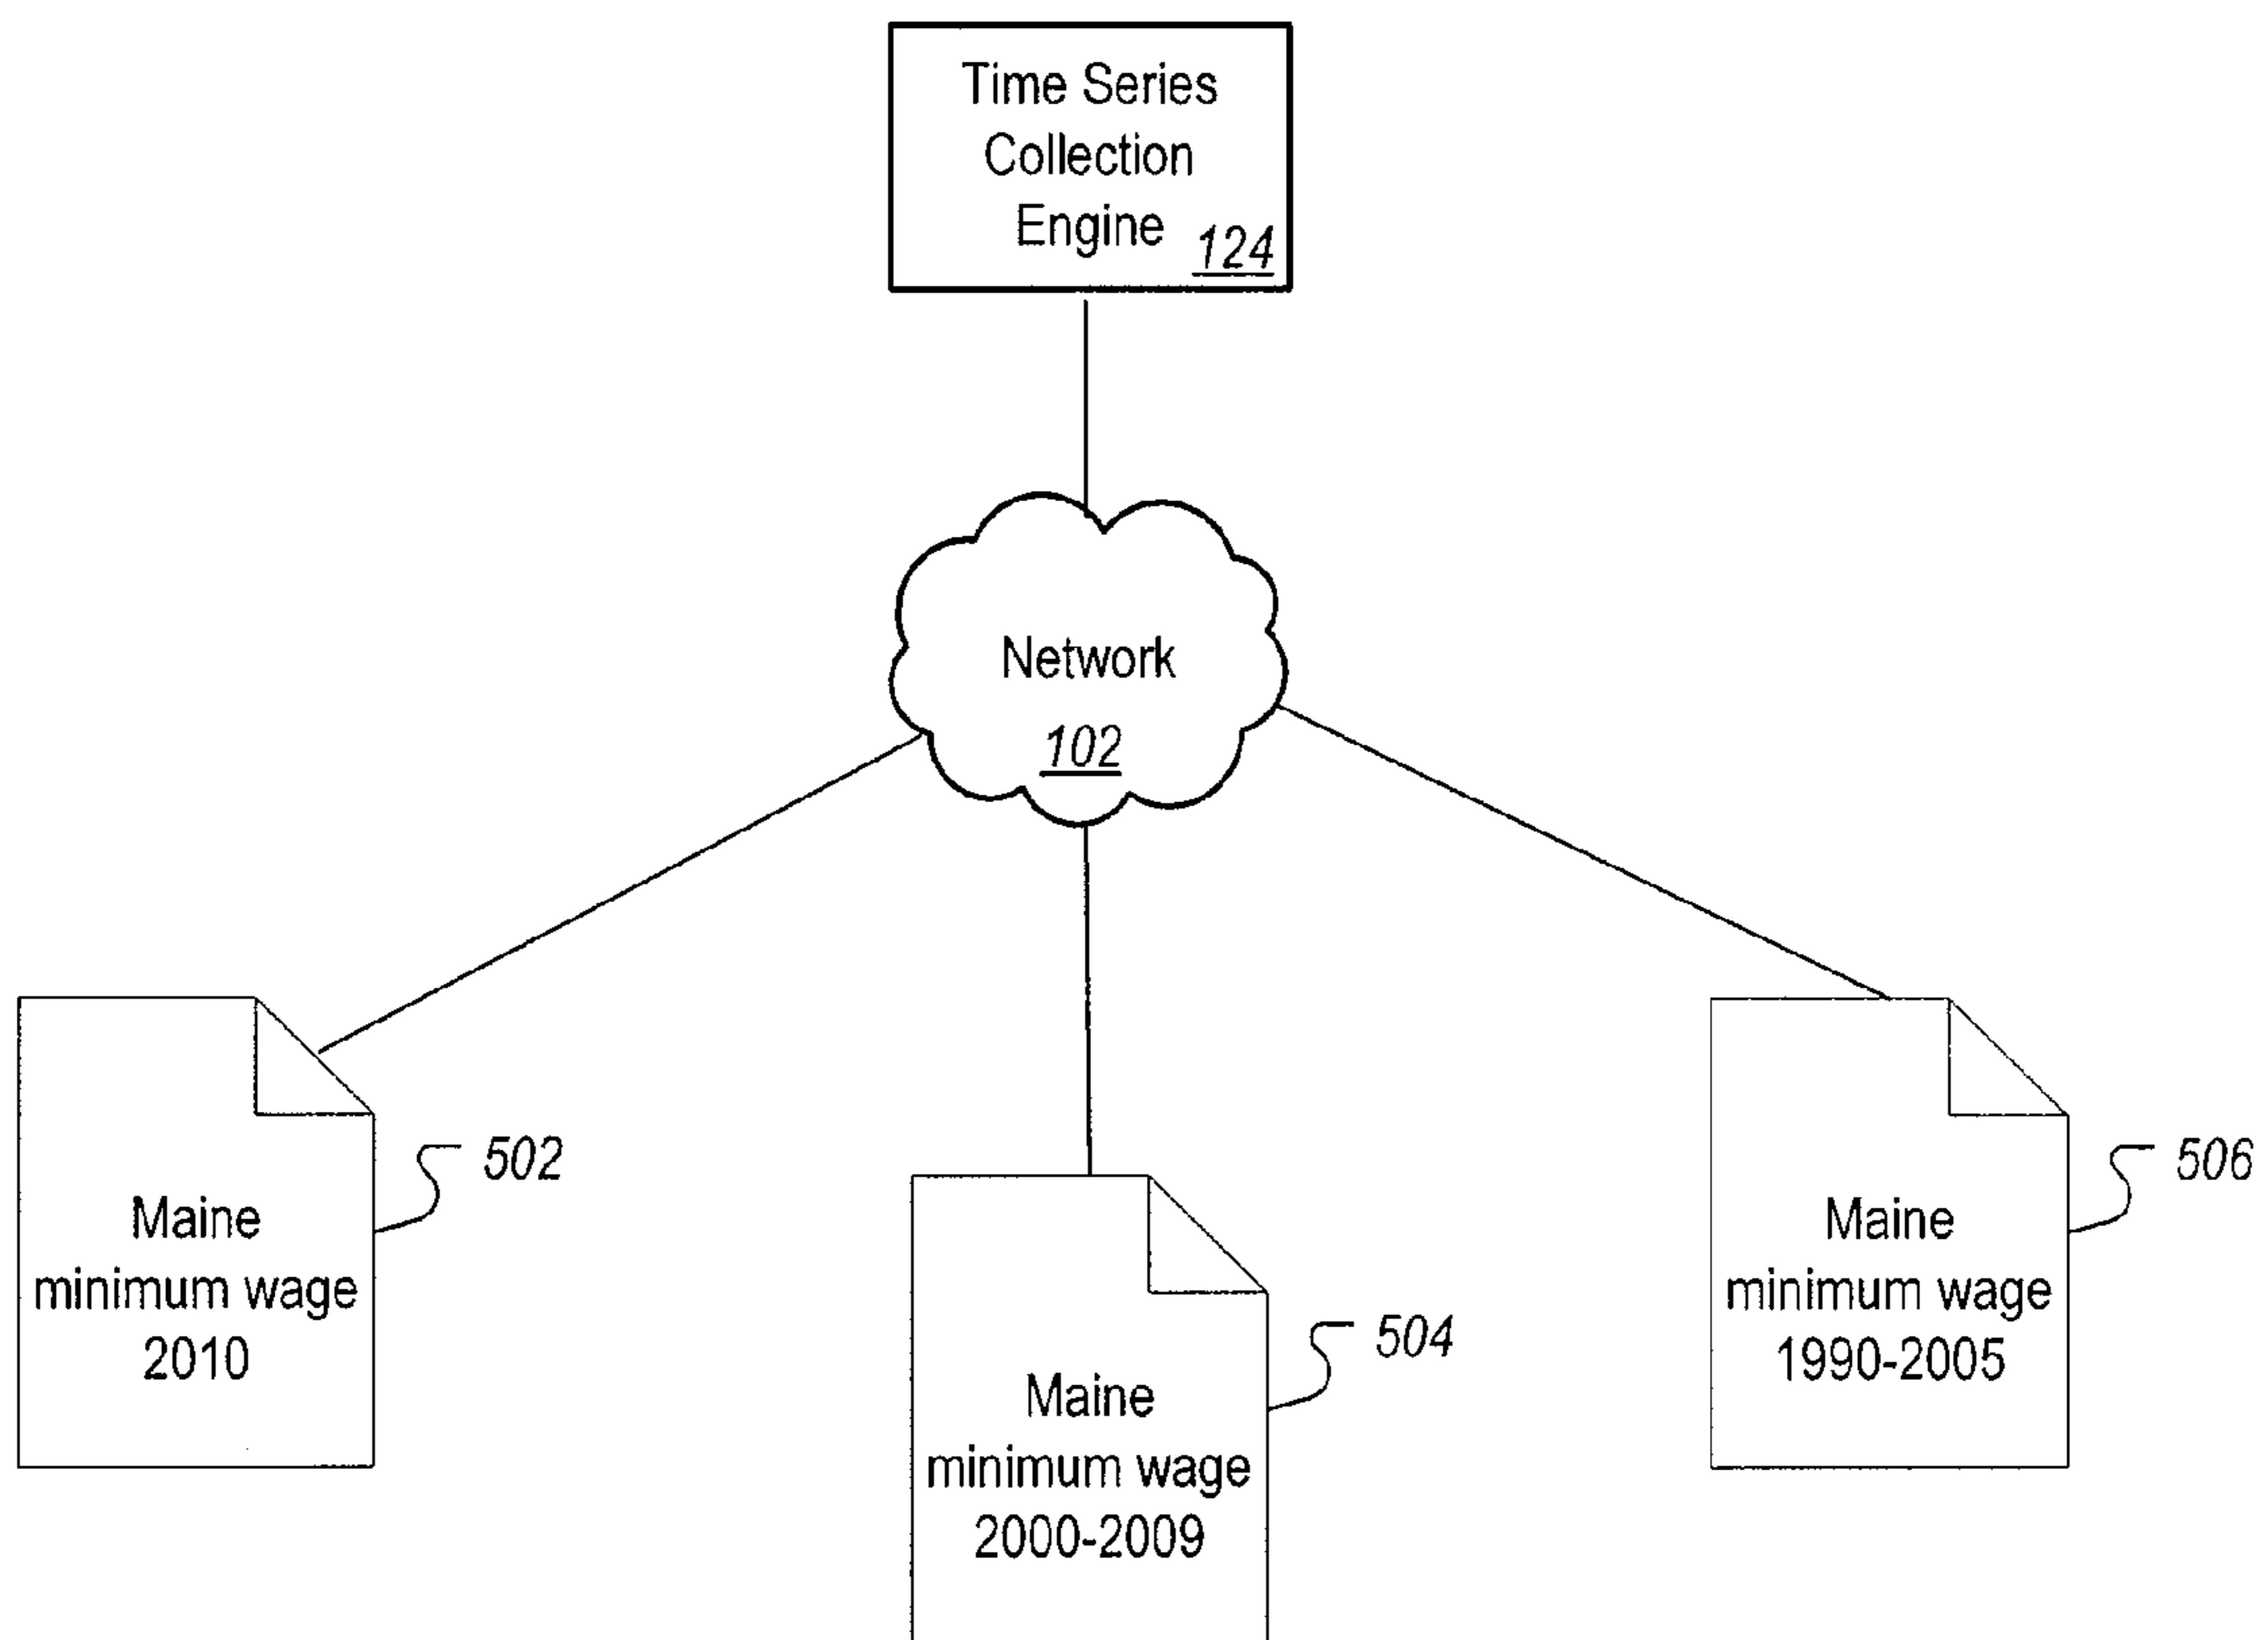 Time Series
Collection
Engine 124
Network
102
Maine
minimum wage
2010
502
Maine
minimum wage
2000-2009
504
Maine
minimum wage
1990-2005
506